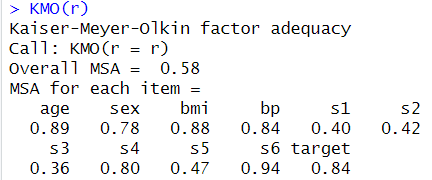 > KMO(r)
Kaiser-Meyer-Olkin factor adequacy
Call: KMO(r = r)
Overall MSA =  0.58
MSA for each item =
   age    sex    bmi     bp     s1     s2
  0.89   0.78   0.88   0.84   0.40   0.42
    s3     s4     s5     s6 target
  0.36   0.80   0.47   0.94   0.84